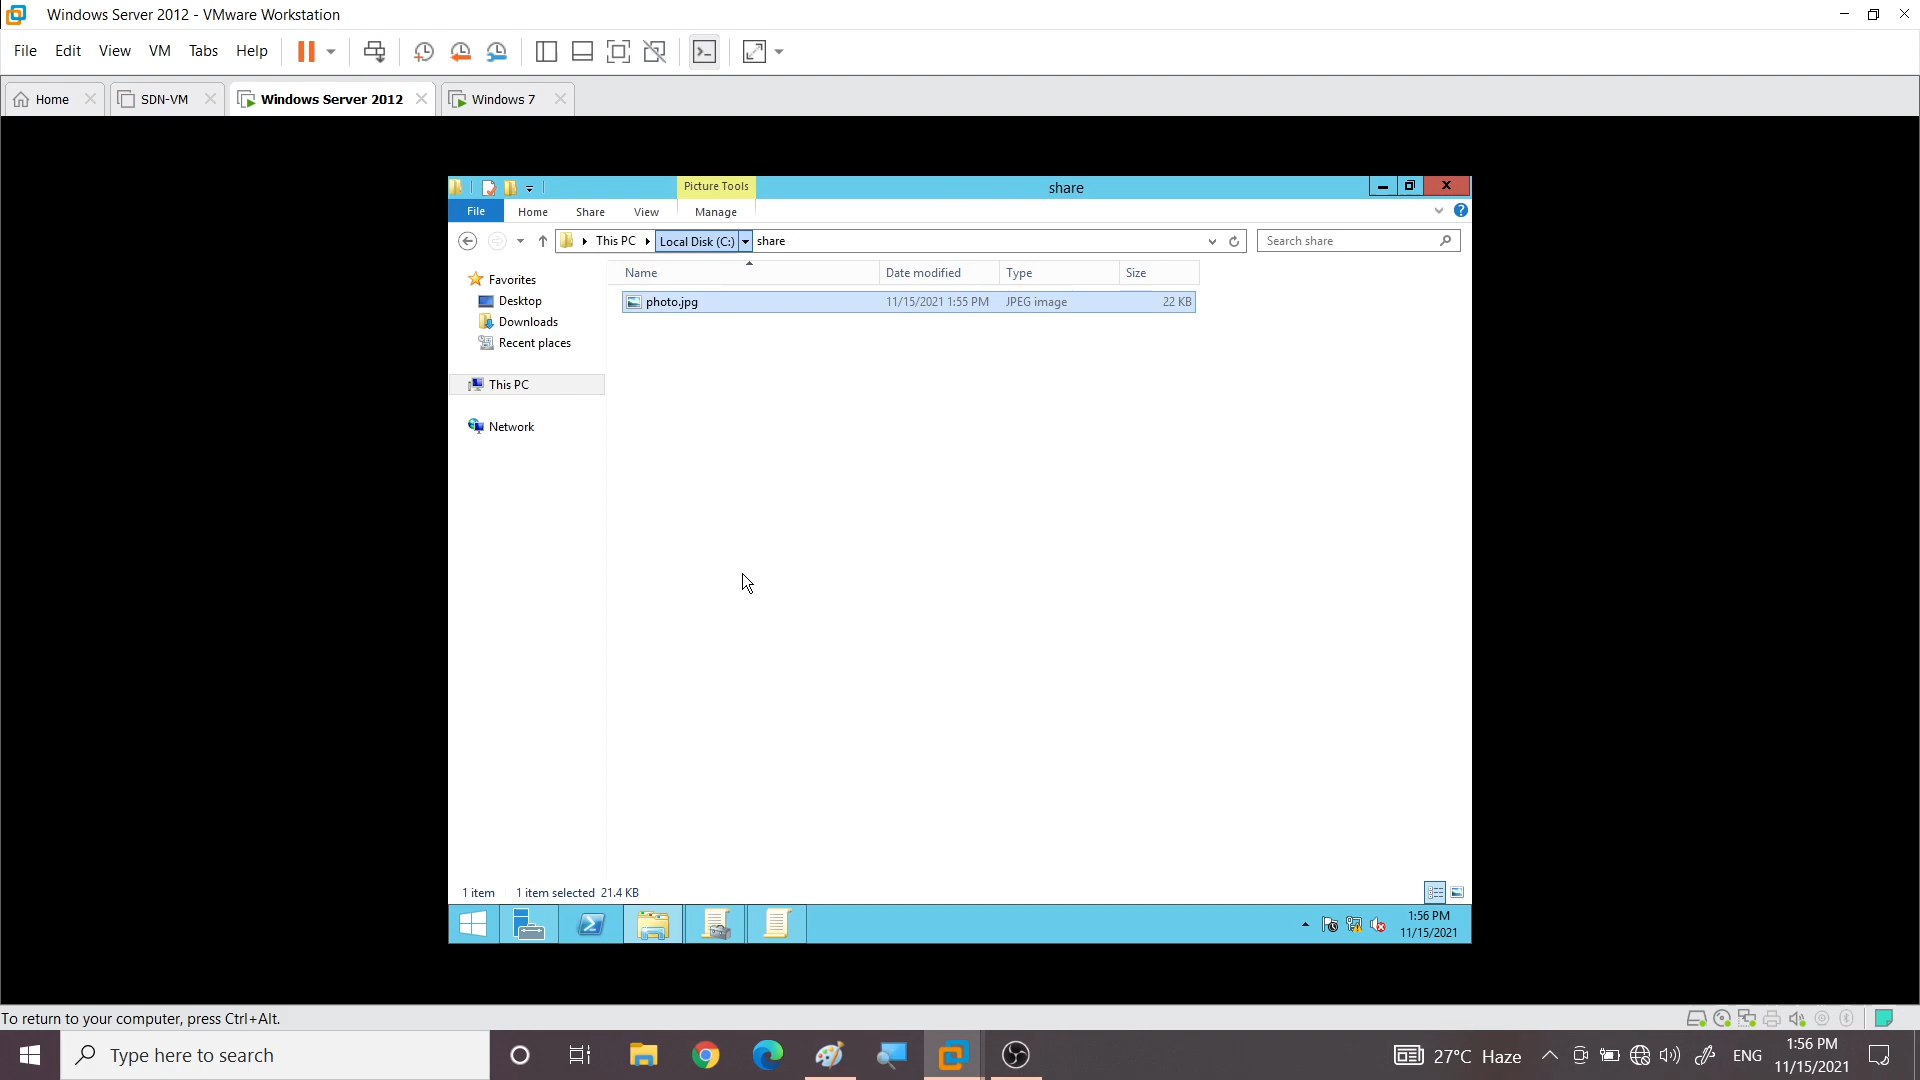 Windows Server 2012 - VMware Workstation
File Edit View VM Tabs Help
Home SDN-VM Windows Server 2012 Windows 7
Picture Tools share
File Home Share View Manage
This PC Local Disk (C:) share Search share
Name Date modified Type Size
Favorites
photo.jpg 11/15/2021 1:55 PM JPEG image 22 KB
Desktop
Downloads
Recent places
This PC
Network
1 item 1 item selected 21.4 KB
1:56 PM
11/15/2021
To return to your computer, press Ctrl+Alt.
Type here to search
27°C Haze ENG 1:56 PM
11/15/2021